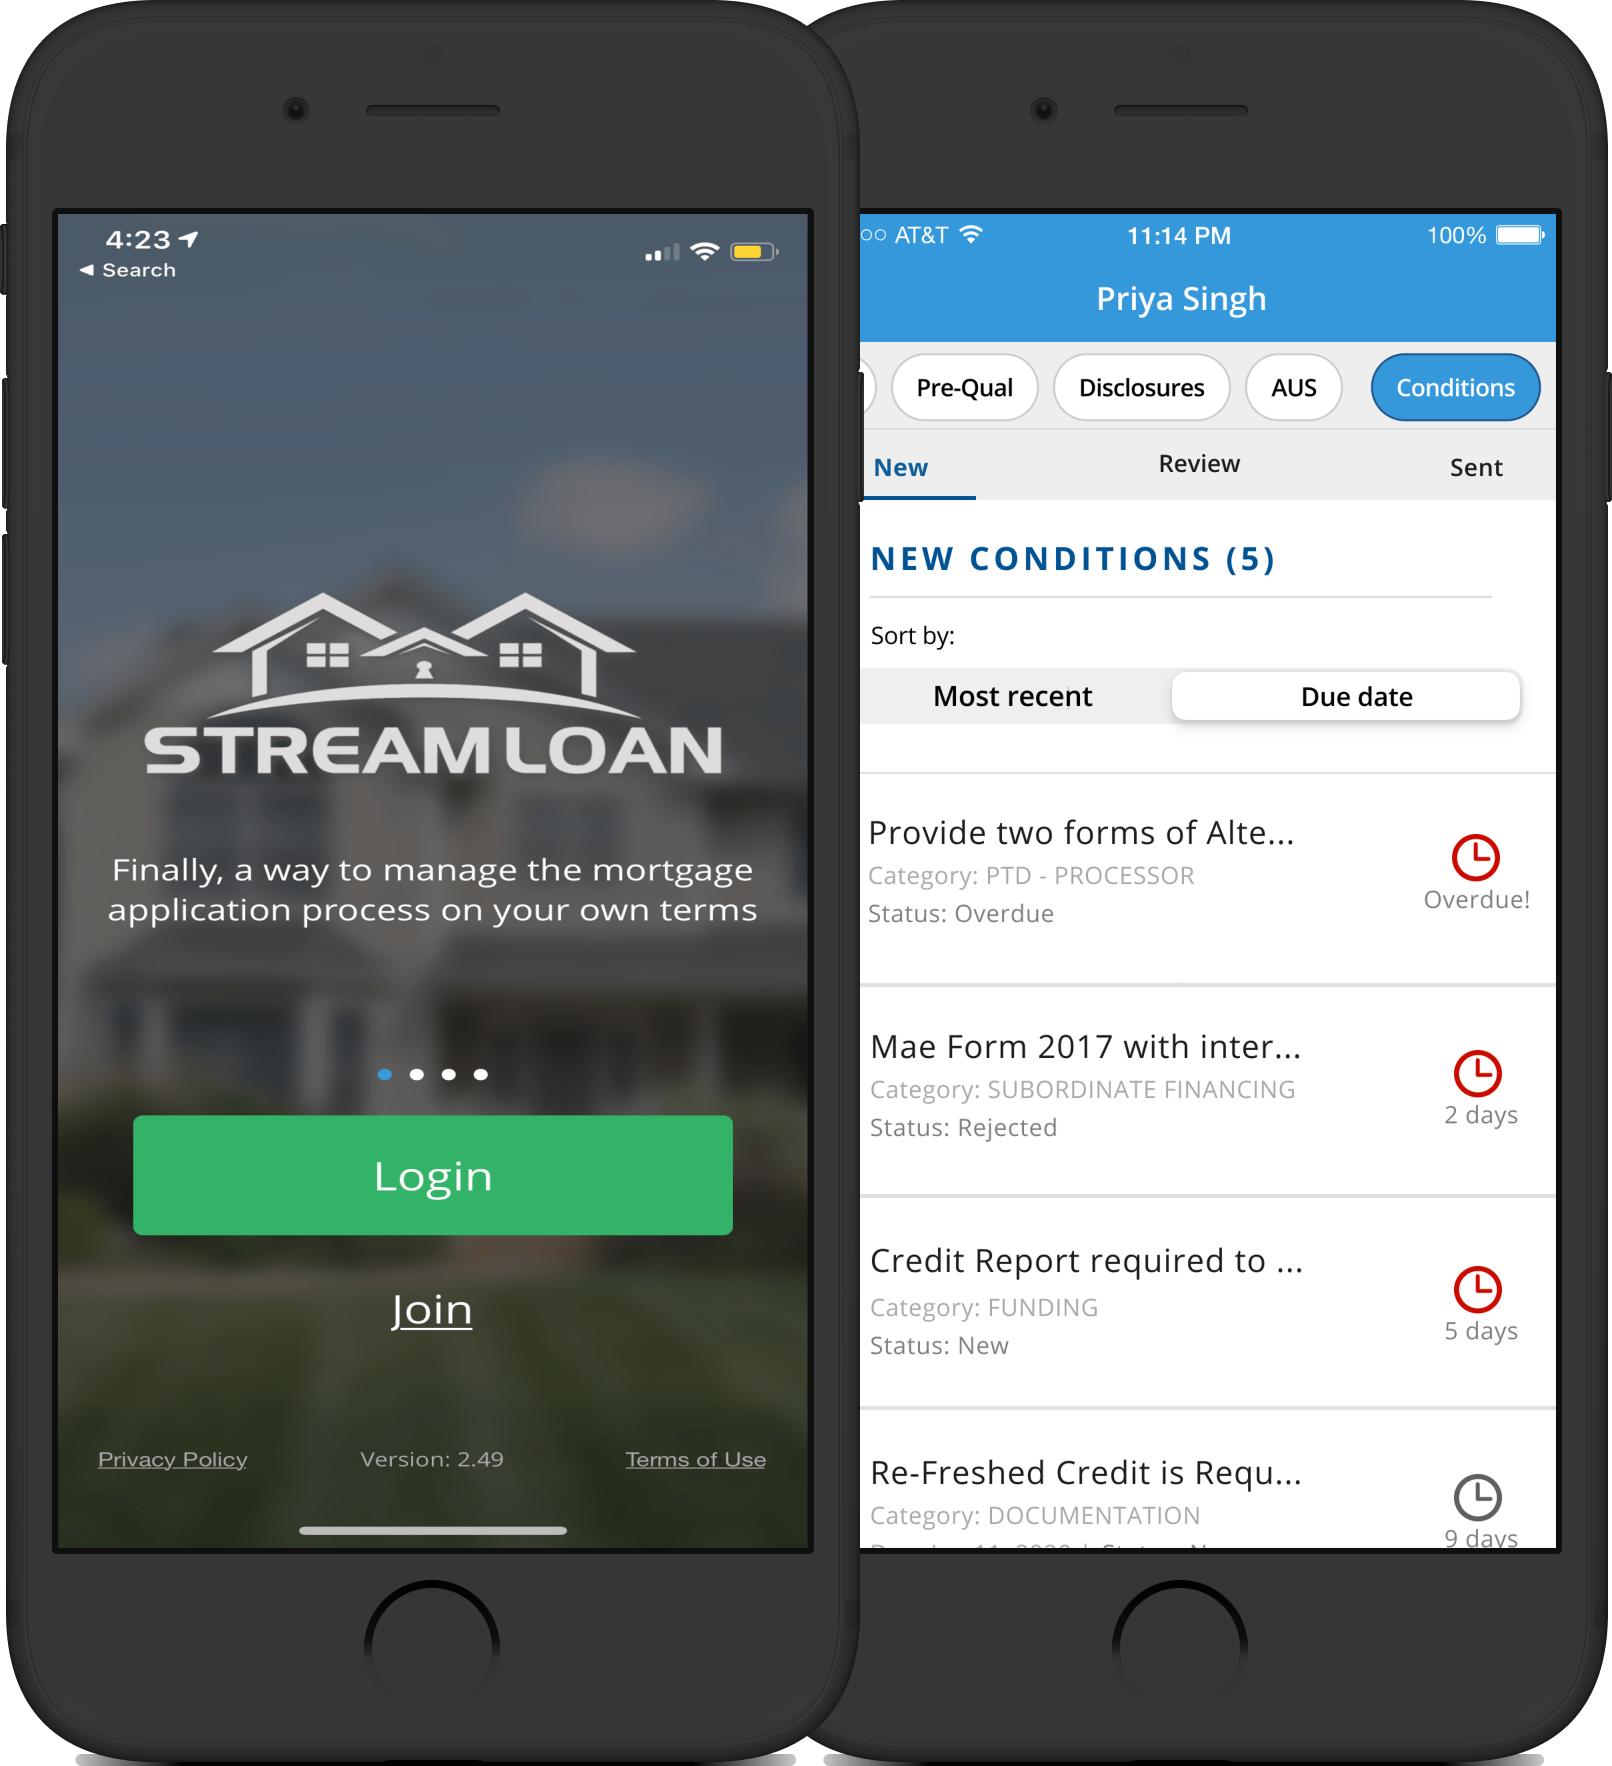 4:23
Search
STREAMLOAN
Finally, a way to manage the mortgage
application process on your own terms
Login
Join
Privacy Policy Version: 2.49 Terms of Use
AT&T 11:14 PM 100%
Priya Singh
Pre-Qual Disclosures AUS Conditions
New Review Sent
NEW CONDITIONS (5)
Sort by:
Most recent Due date
Provide two forms of Alte...
Category: PTD - PROCESSOR
Status: Overdue
Overdue!
Mae Form 2017 with inter...
Category: SUBORDINATE FINANCING
Status: Rejected
2 days
Credit Report required to ...
Category: FUNDING
Status: New
5 days
Re-Freshed Credit is Requ...
Category: DOCUMENTATION
9 days